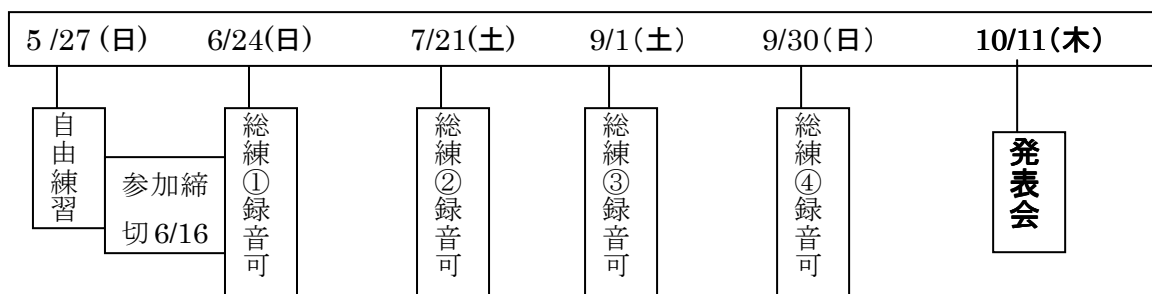 5/27(日) 6/24(日) 7/21(土) 9/1(土) 9/30(日) 10/11(木)
自由練習
参加締
切6/16
総練①録音可
総練②録音可
総練③録音可
総練④録音可
発表会